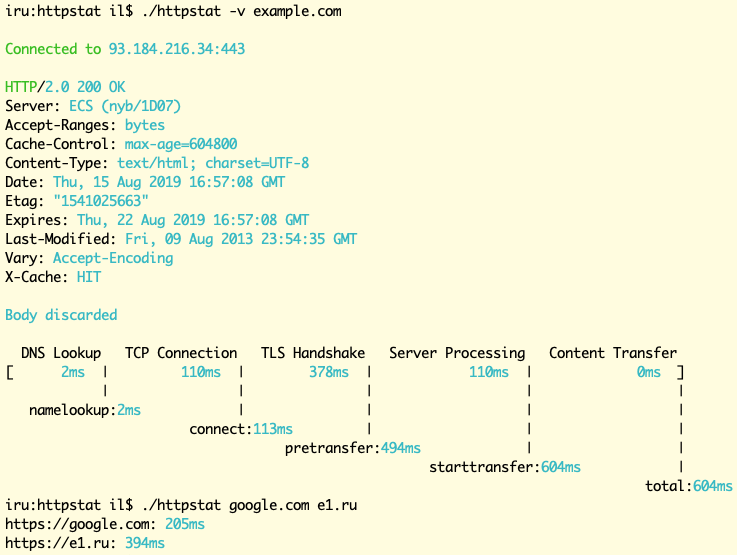 iru:httpstat il$ ./httpstat -v example.com
Connected to 93.184.216.34:443
HTTP/2.0 200 OK
Server: ECS (nyb/1D07)
Accept-Ranges: bytes
Cache-Control: max-age=604800
Content-Type: text/html; charset=UTF-8
Date: Thu, 15 Aug 2019 16:57:08 GMT
Etag: "1541025663"
Expires: Thu, 22 Aug 2019 16:57:08 GMT
Last-Modified: Fri, 09 Aug 2013 23:54:35 GMT
Vary: Accept-Encoding
X-Cache: HIT
Body discarded
  DNS Lookup   TCP Connection   TLS Handshake   Server Processing   Content Transfer
[      2ms  |         110ms  |        378ms  |            110ms  |             0ms  ]
            |                |               |                   |                  |
   namelookup:2ms            |               |                   |                  |
                       connect:113ms         |                   |                  |
                                   pretransfer:494ms             |                  |
                                                     starttransfer:604ms            |
                                                                                total:604ms
iru:httpstat il$ ./httpstat google.com e1.ru
https://google.com: 205ms
https://e1.ru: 394ms